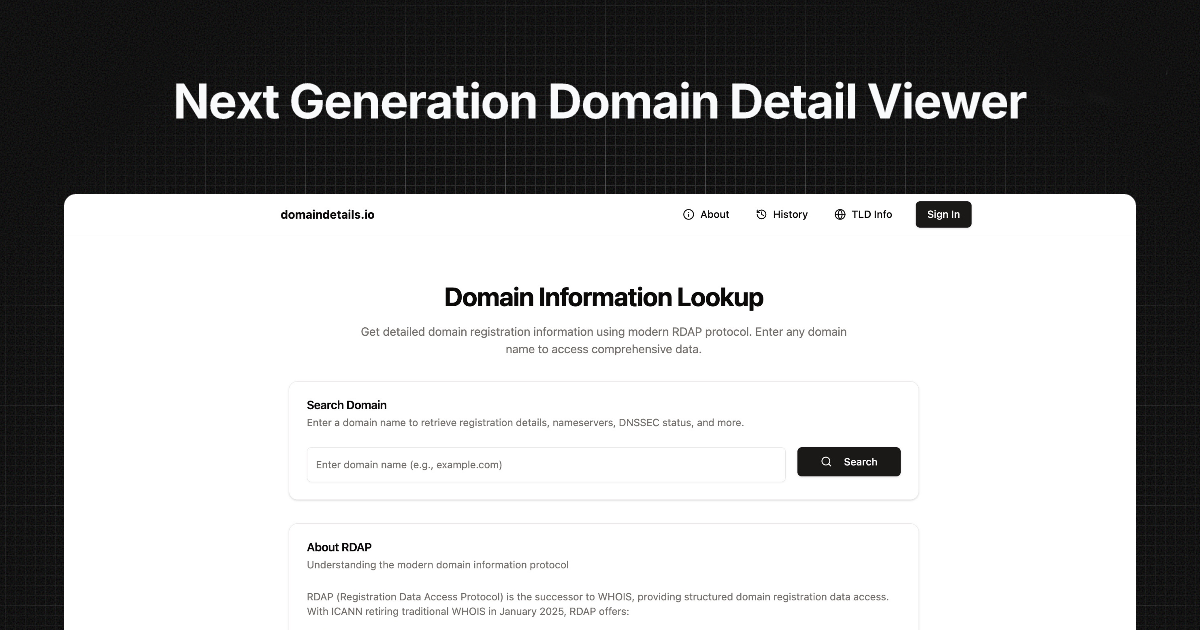 Next Generation Domain Detail Viewer
domaindetails.io
About
History
TLD Info
Sign In
Domain Information Lookup
Get detailed domain registration information using modern RDAP protocol. Enter any domain
name to access comprehensive data.
Search Domain
Enter a domain name to retrieve registration details, nameservers, DNSSEC status, and more.
Enter domain name (e.g., example.com)
Search
About RDAP
Understanding the modern domain information protocol
RDAP (Registration Data Access Protocol) is the successor to WHOIS, providing structured domain registration data access.
With ICANN retiring traditional WHOIS in January 2025, RDAP offers: